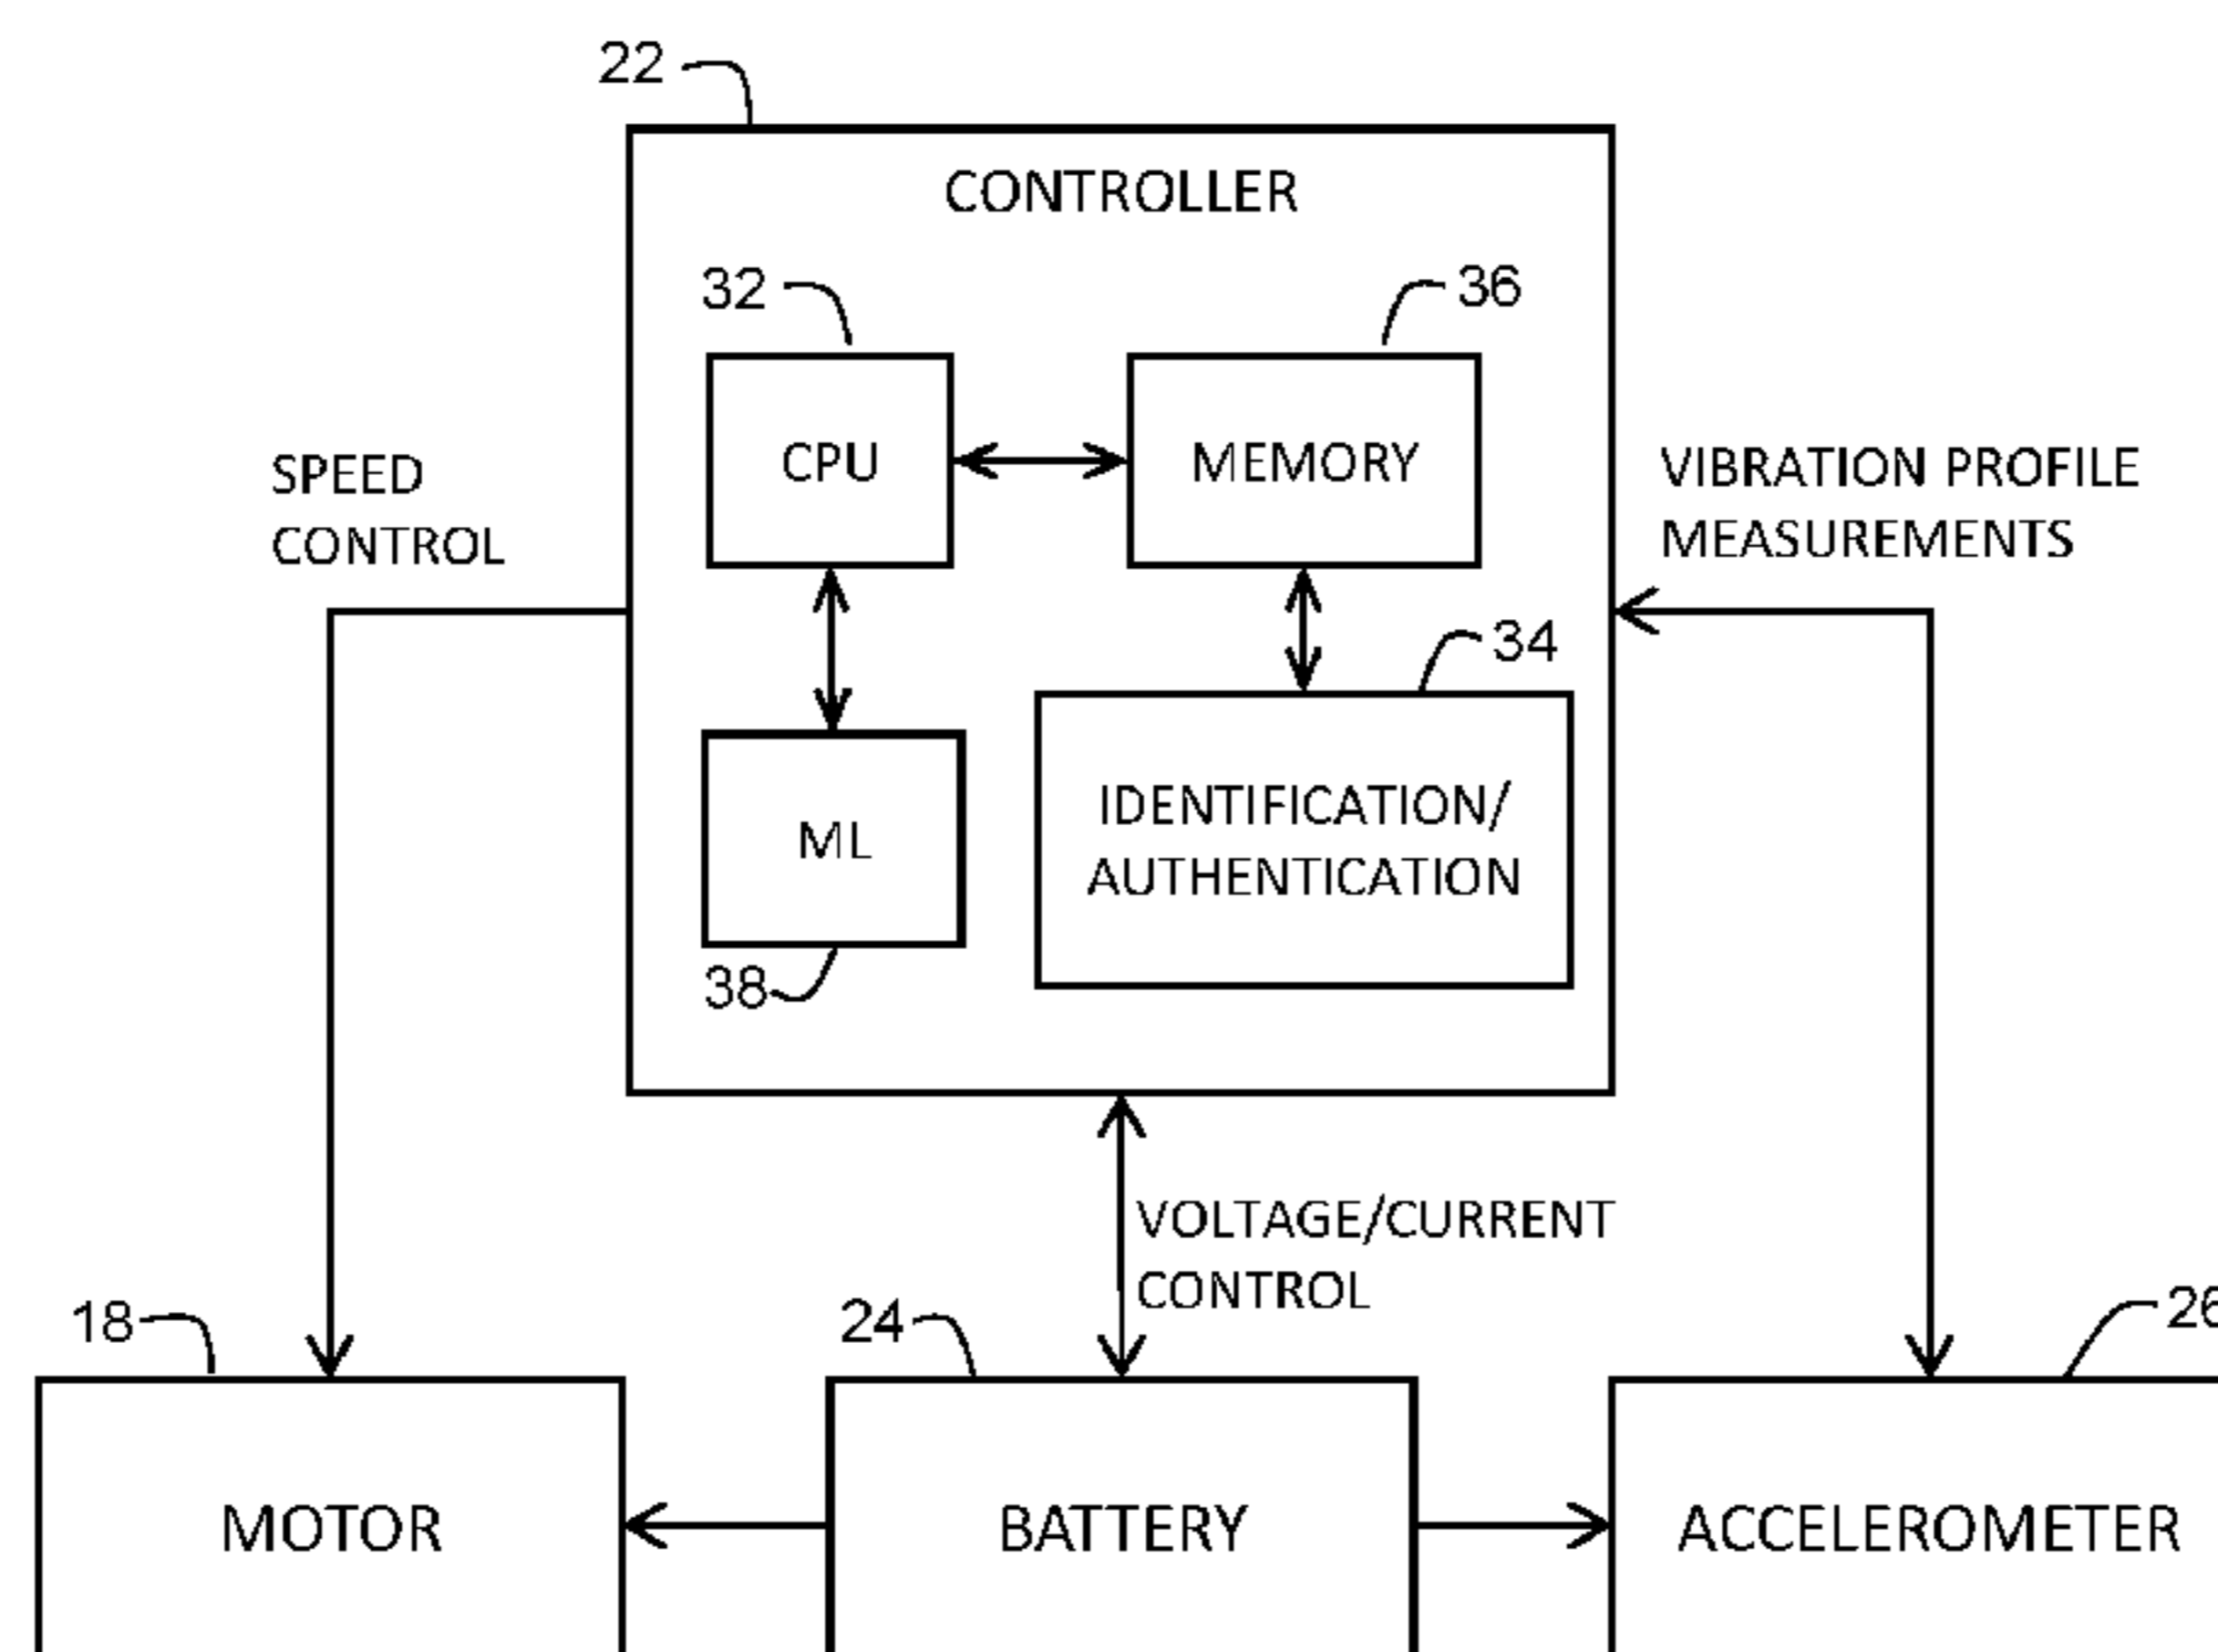 22
CONTROLLER
32
36
CPU
MEMORY
SPEED
CONTROL
VIBRATION PROFILE
MEASUREMENTS
34
ML
IDENTIFICATION/
AUTHENTICATION
38
VOLTAGE/CURRENT
CONTROL
18
24
26
MOTOR
BATTERY
ACCELEROMETER